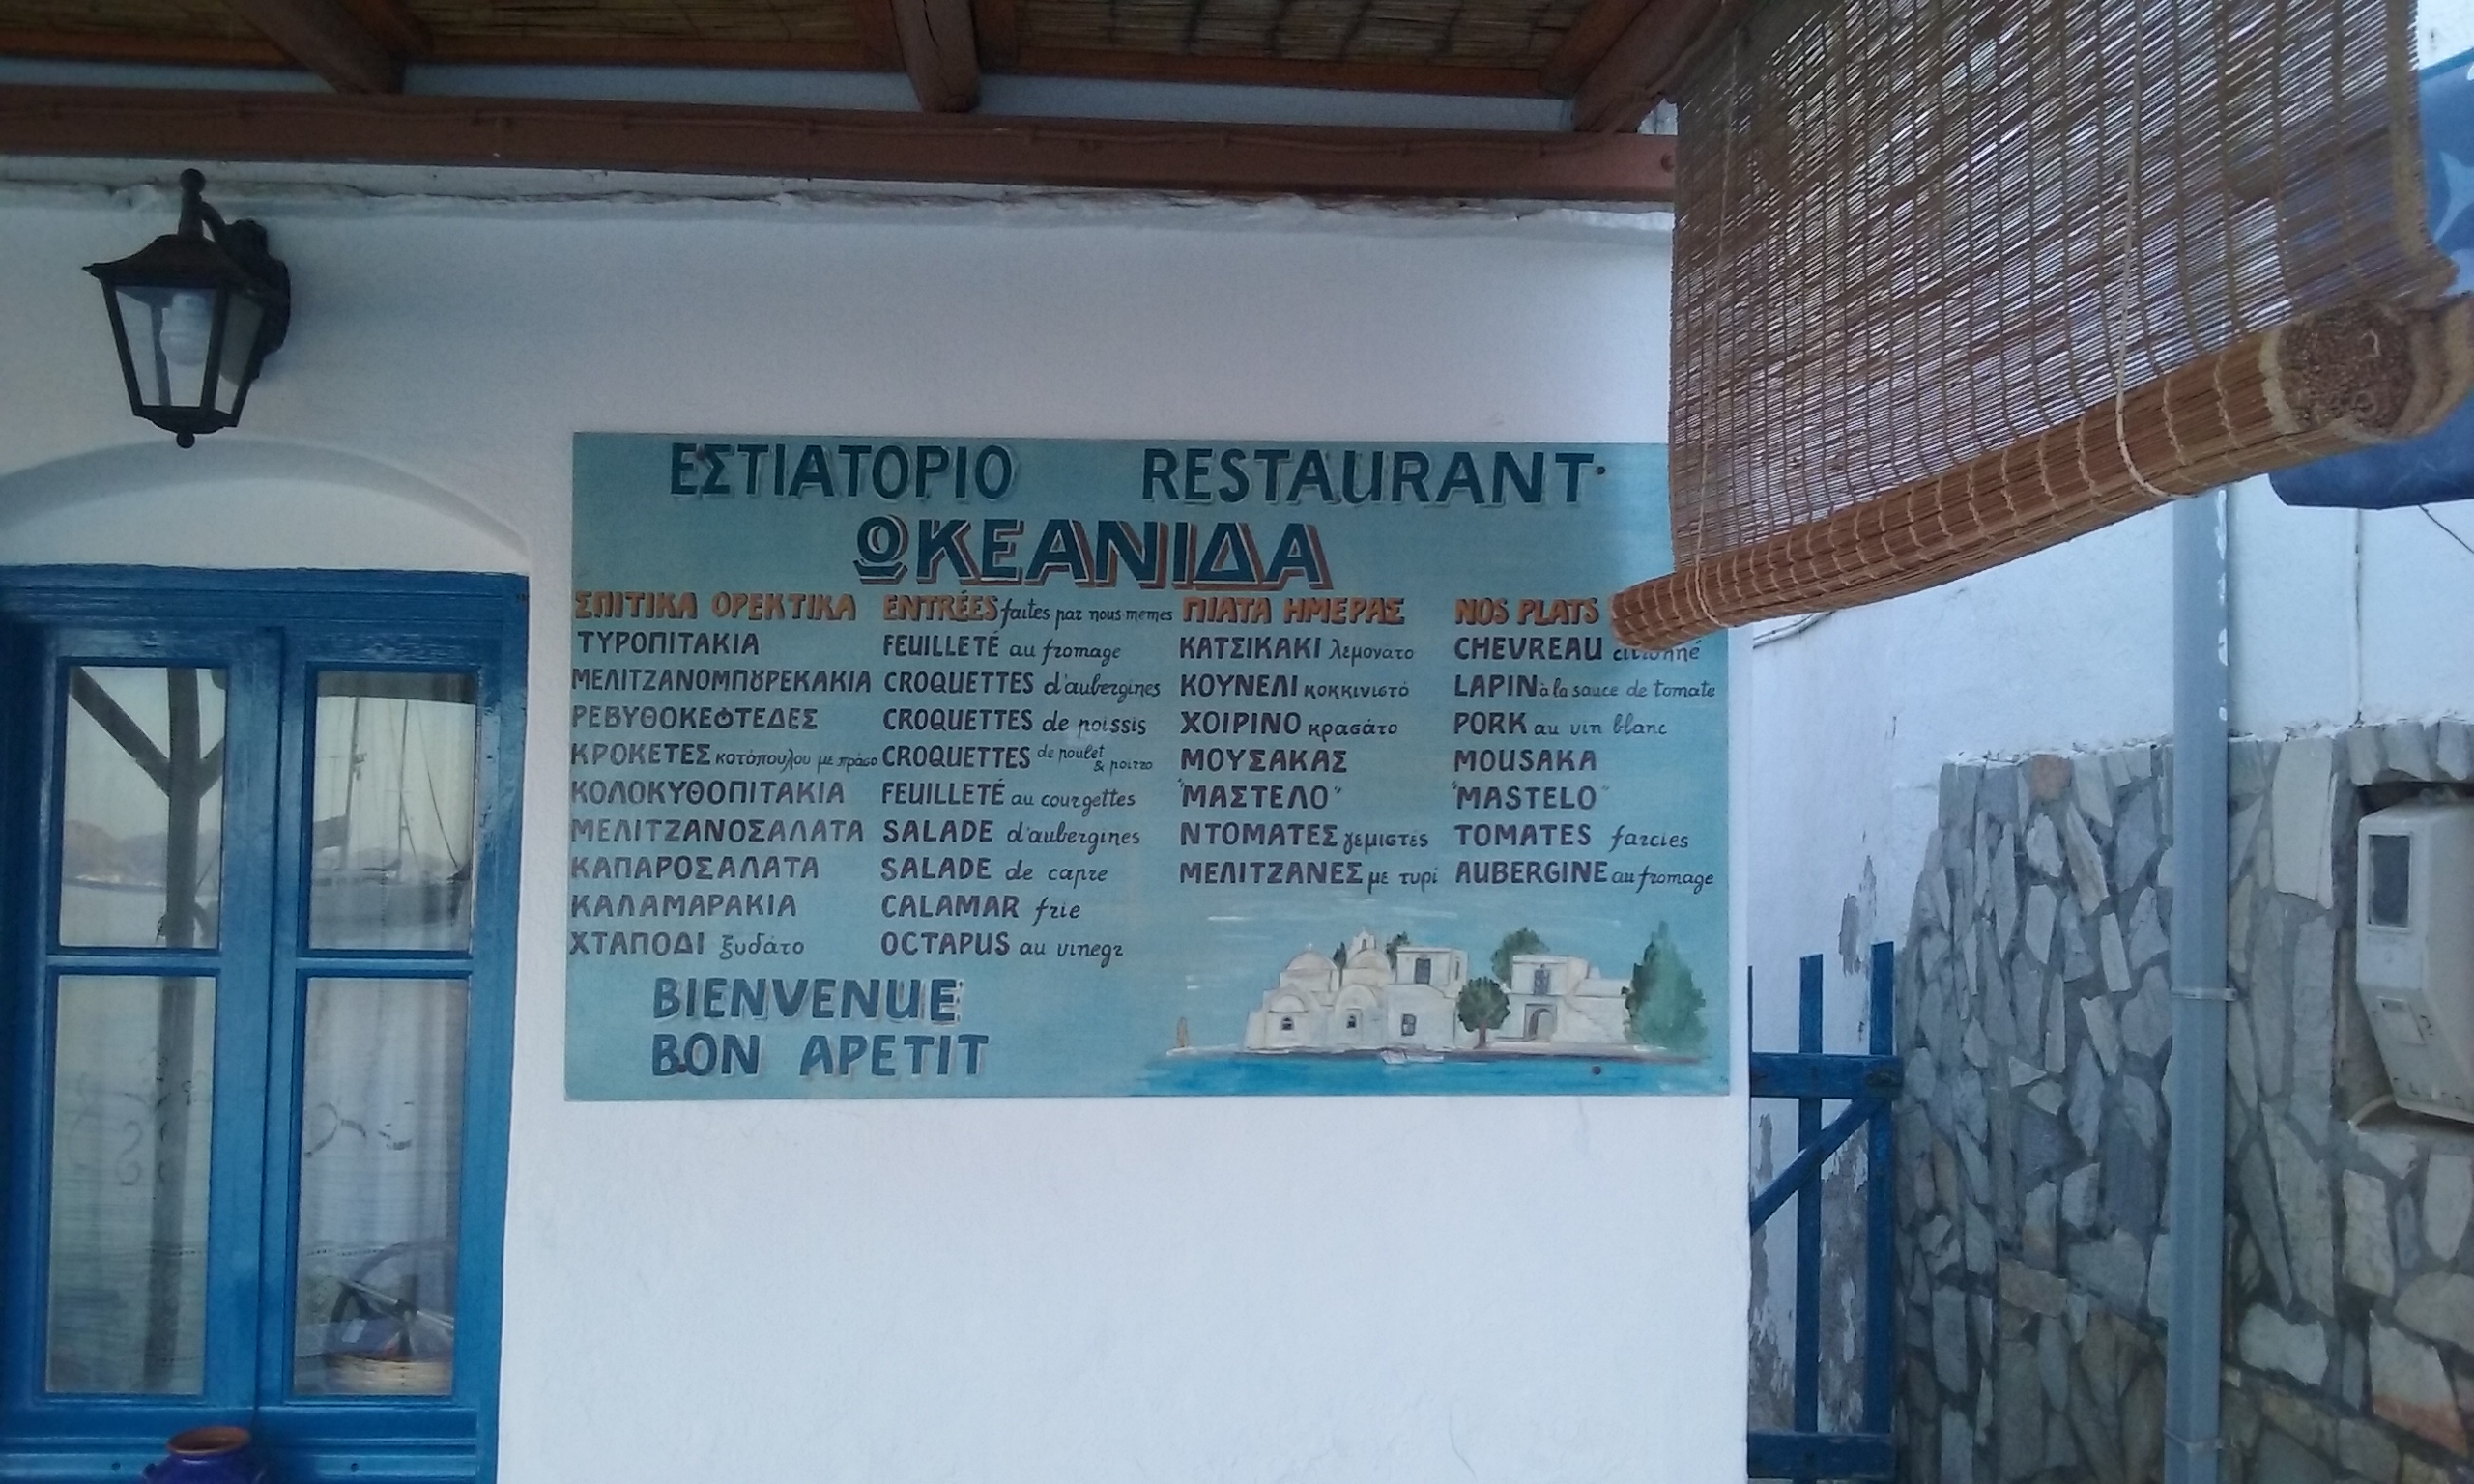 ΕΣΤΙΑΤΟΡΙΟ RESTAURANT
ΩΚΕΑΝΙΔΑ
ΣΠΙΤΙΚΑ ΟΡΕΚΤΙΚΑ ENTRÉES faites par nous memes ΠΙΑΤΑ ΗΜΕΡΑΣ NOS PLATS
ΤΥΡΟΠΙΤΑΚΙΑ FEUILLETÉ au fromage ΚΑΤΣΙΚΑΚΙ λεμονατο CHEVREAU citronné
ΜΕΛΙΤΖΑΝΟΜΠȢΡΕΚΑΚΙΑ CROQUETTES d'aubergines ΚΟΥΝΕΛΙ κοκκινιστό LAPIN à la sauce de tomate
ΡΕΒΥΘΟΚΕΦΤΕΔΕΣ CROQUETTES de poissis ΧΟΙΡΙΝΟ κρασάτο PORK au vin blanc
ΚΡΟΚΕΤΕΣ κοτόπουλου με πράσο CROQUETTES de poulet & poirro ΜΟΥΣΑΚΑΣ MOUSAKA
ΚΟΛΟΚΥΘΟΠΙΤΑΚΙΑ FEUILLETÉ au courgettes "ΜΑΣΤΕΛΟ" "MASTELO"
ΜΕΛΙΤΖΑΝΟΣΑΛΑΤΑ SALADE d'aubergines ΝΤΟΜΑΤΕΣ γεμιστές TOMATES farcies
ΚΑΠΑΡΟΣΑΛΑΤΑ SALADE de capre ΜΕΛΙΤΖΑΝΕΣ με τυρί AUBERGINE au fromage
ΚΑΛΑΜΑΡΑΚΙΑ CALAMAR frie
ΧΤΑΠΟΔΙ ξυδάτο OCTAPUS au vinegr
BIENVENUE
BON APETIT